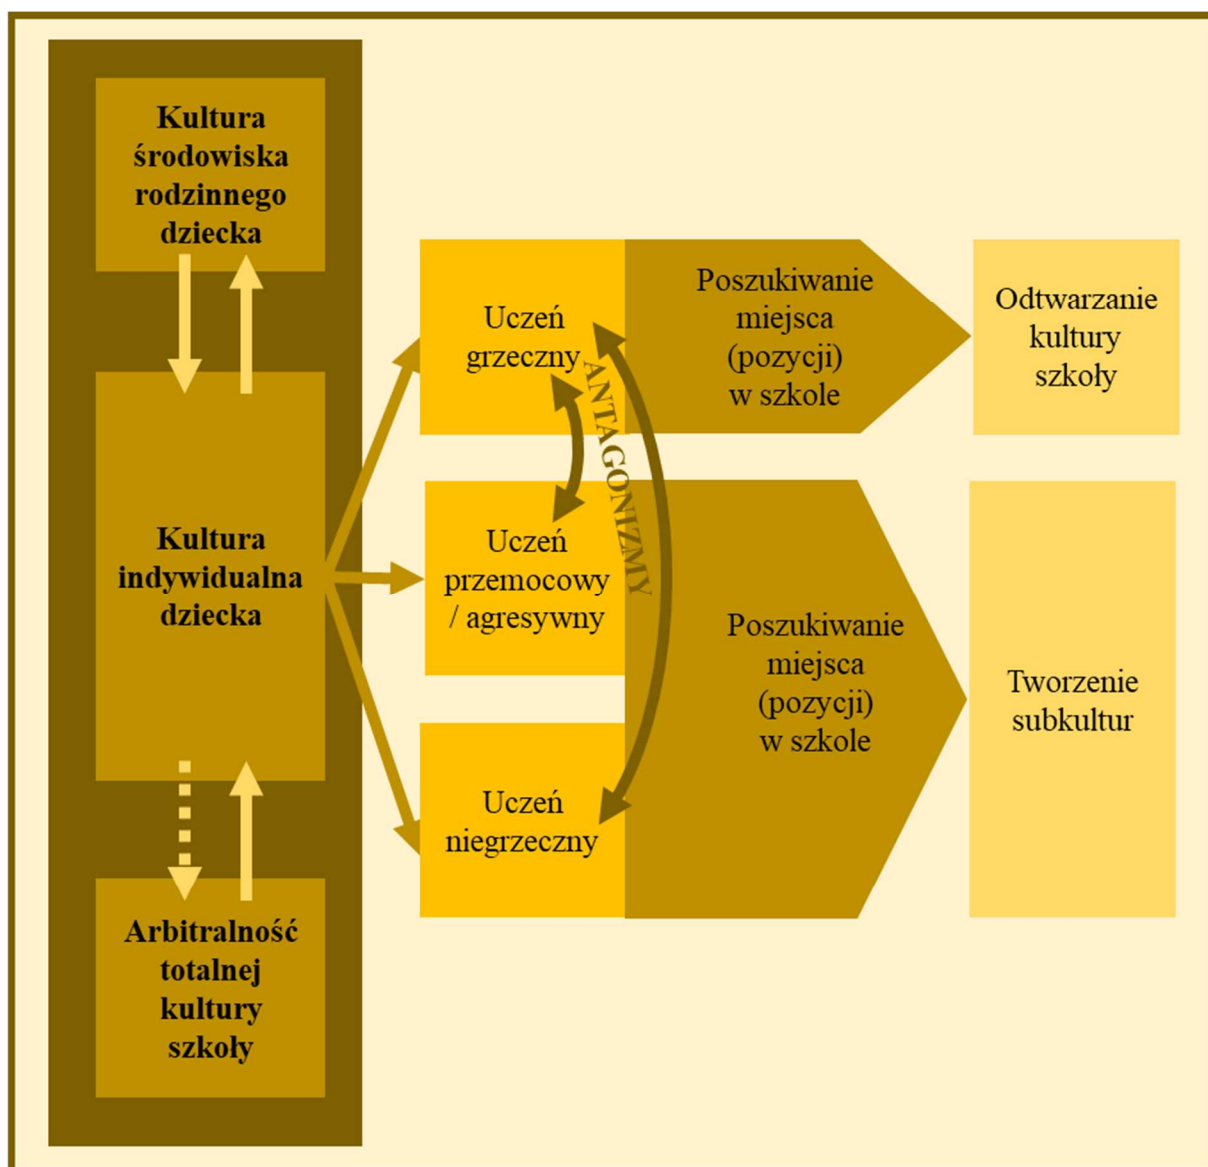 Kultura
środowiska
rodzinnego
dziecka
Kultura
indywidualna
dziecka
Arbitralność
totalnej
kultury
szkoły
Uczeń
grzeczny
Uczeń
przemocowy
/ agresywny
Uczeń
niegrzeczny
ANTAGONIZMY
Poszukiwanie
miejsca
(pozycji)
w szkole
Poszukiwanie
miejsca
(pozycji)
w szkole
Odtwarzanie
kultury
szkoły
Tworzenie
subkultur